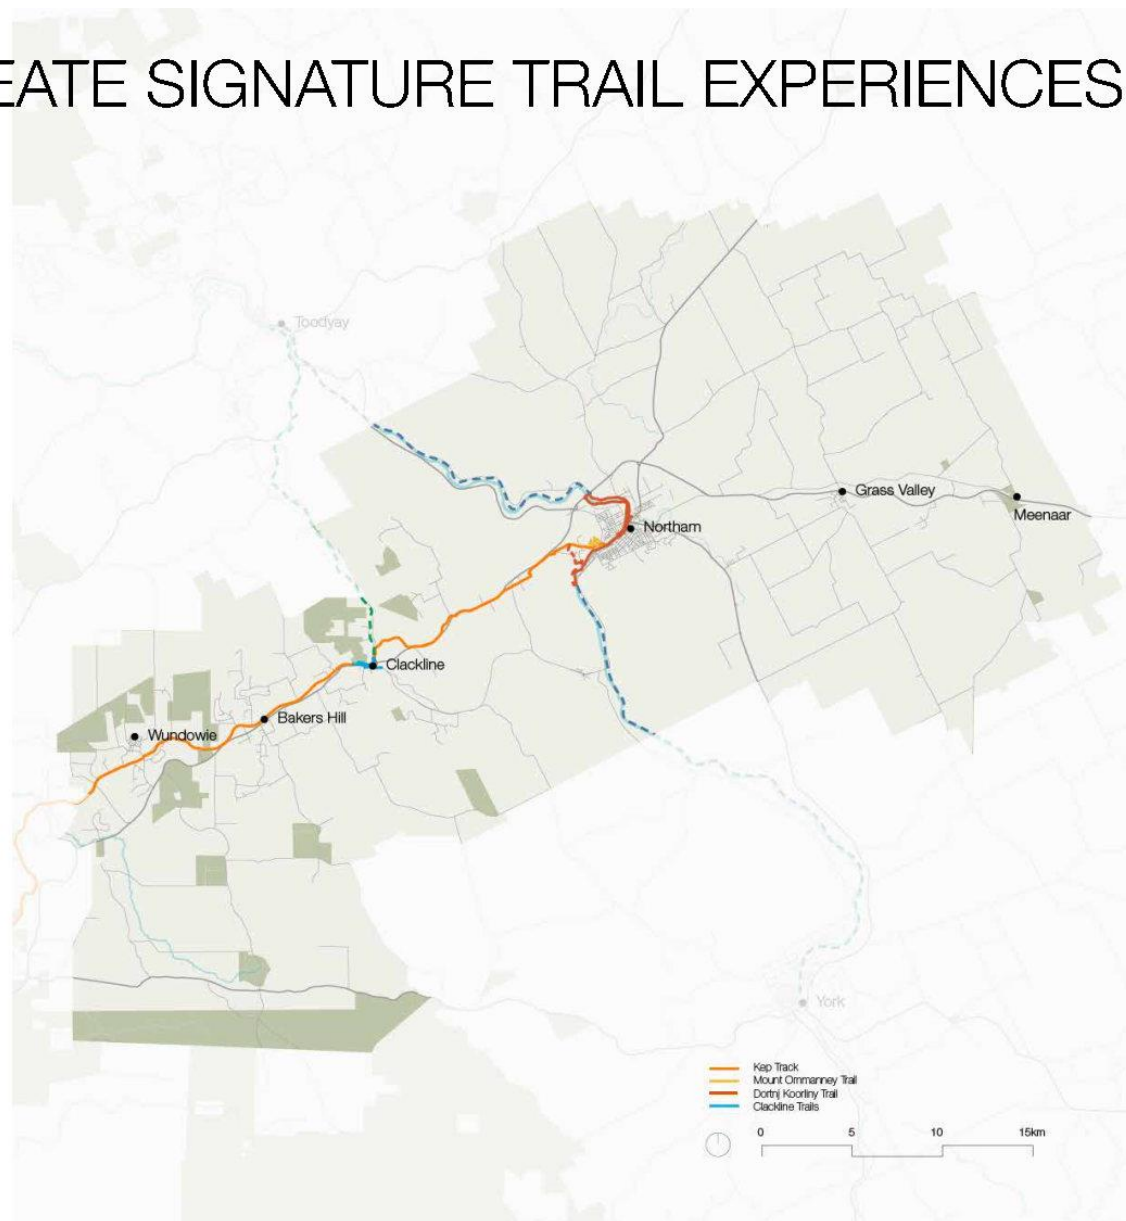 EATE SIGNATURE TRAIL EXPERIENCES
Toodyay
Grass Valley
Meenaar
Northam
Clackline
Bakers Hill
Wundowie
York
Kep Track
Mount Ommanney Trail
Dortnj Koorliny Trail
Clackline Trails
0 5 10 15km